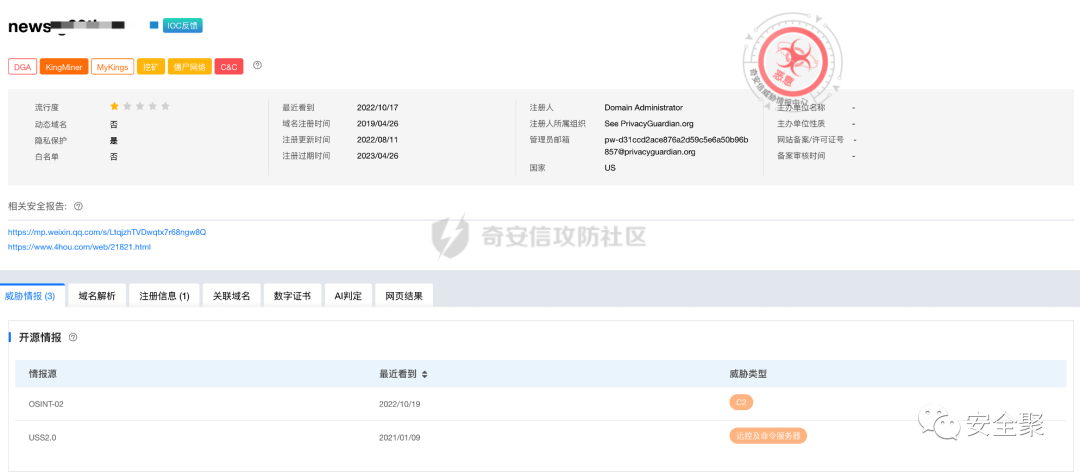 news
IOC反馈
DGA KingMiner MyKings 挖矿 僵尸网络 C&C
恶意
奇安信威胁情报中心
流行度
动态域名 否
隐私保护 是
白名单 否
最近看到 2022/10/17
域名注册时间 2019/04/26
注册更新时间 2022/08/11
注册过期时间 2023/04/26
注册人 Domain Administrator
注册人所属组织 See PrivacyGuardian.org
管理员邮箱 pw-d31ccd2ace876a2d59c5e6a50b96b
857@privacyguardian.org
国家 US
主办单位名称 -
主办单位性质 -
网站备案/许可证号 -
备案审核时间 -
相关安全报告:
https://mp.weixin.qq.com/s/LtqjzhTVDwqtx7r68ngw8Q
https://www.4hou.com/web/21821.html
奇安信攻防社区
威胁情报 (3) 域名解析 注册信息 (1) 关联域名 数字证书 AI判定 网页结果
开源情报
情报源 最近看到 威胁类型
OSINT-02 2022/10/19 C2
USS2.0 2021/01/09 远控及命令服务器
安全聚